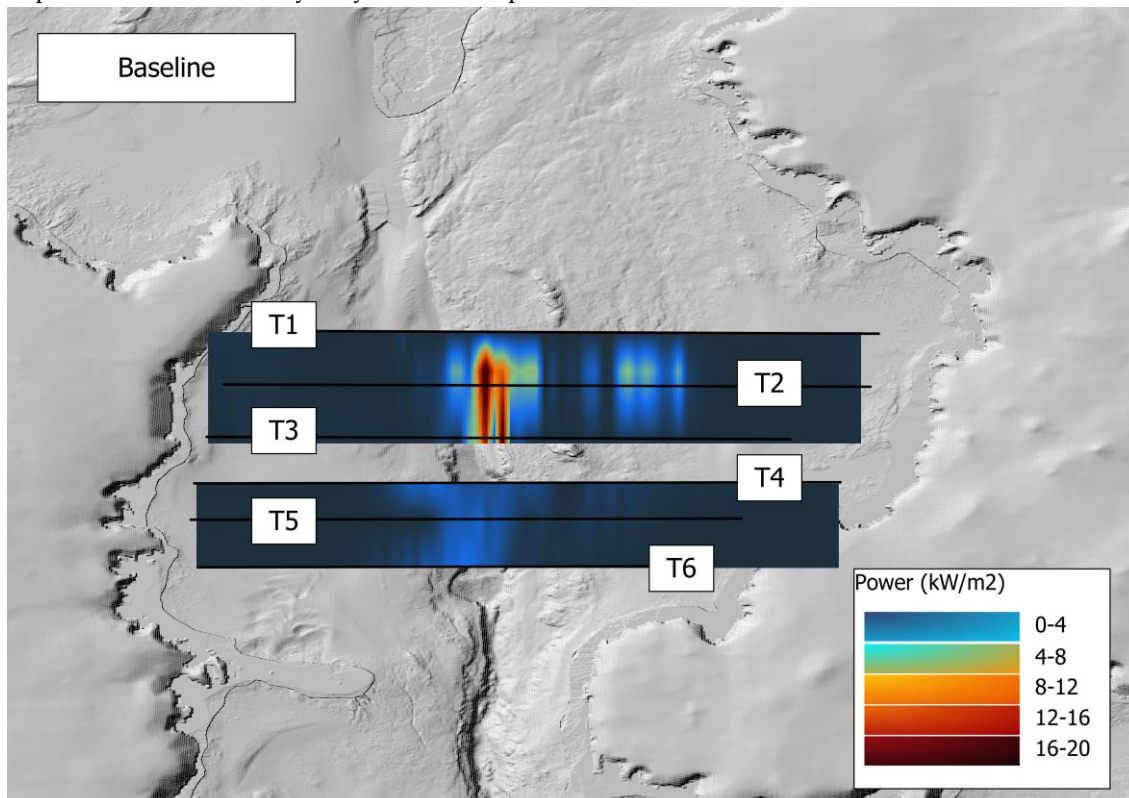 Baseline
T1
T2
T3
T4
T5
T6
Power (kW/m2)
0-4
4-8
8-12
12-16
16-20